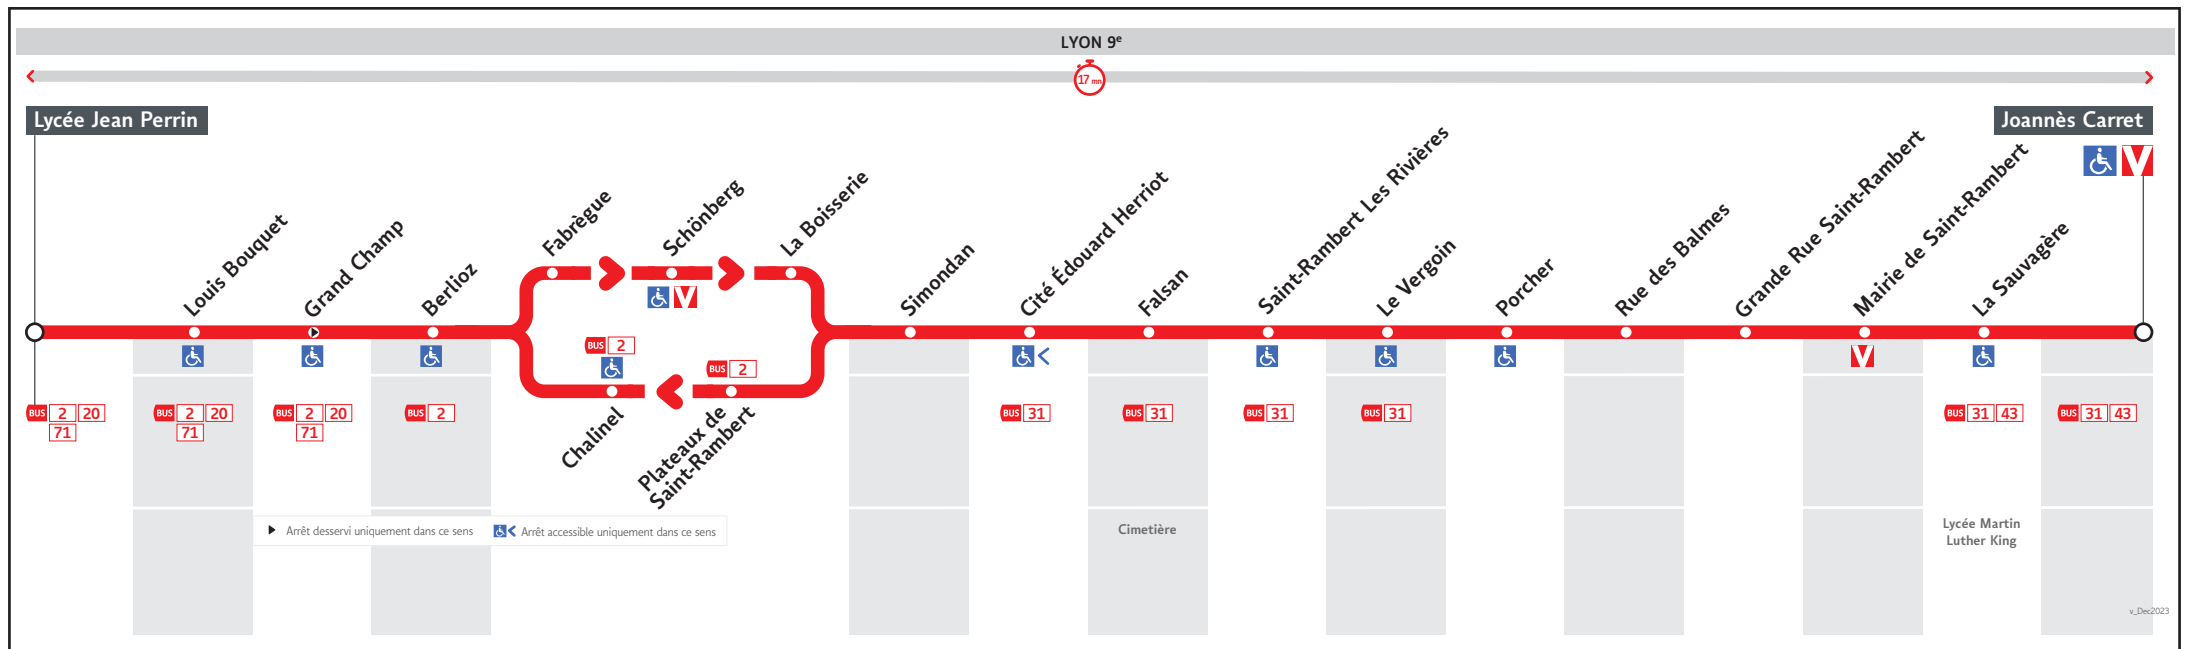 LYON 9e
17 mn
Lycée Jean Perrin
Joannès Carret
Louis Bouquet
Grand Champ
Berlioz
Fabrègue
Schönberg
La Boisserie
Simondan
Cité Édouard Herriot
Falsan
Saint-Rambert Les Rivières
Le Vergoin
Porcher
Rue des Balmes
Grande Rue Saint-Rambert
Mairie de Saint-Rambert
La Sauvagère
V
V
V
BUS 2
BUS 2
Chalinel
Plateaux de
Saint-Rambert
BUS 2 20
71
BUS 2 20
71
BUS 2 20
71
BUS 2
BUS 31
BUS 31
BUS 31
BUS 31
BUS 31 43
BUS 31 43
Arrêt desservi uniquement dans ce sens
Arrêt accessible uniquement dans ce sens
Cimetière
Lycée Martin
Luther King
v_Dec2023